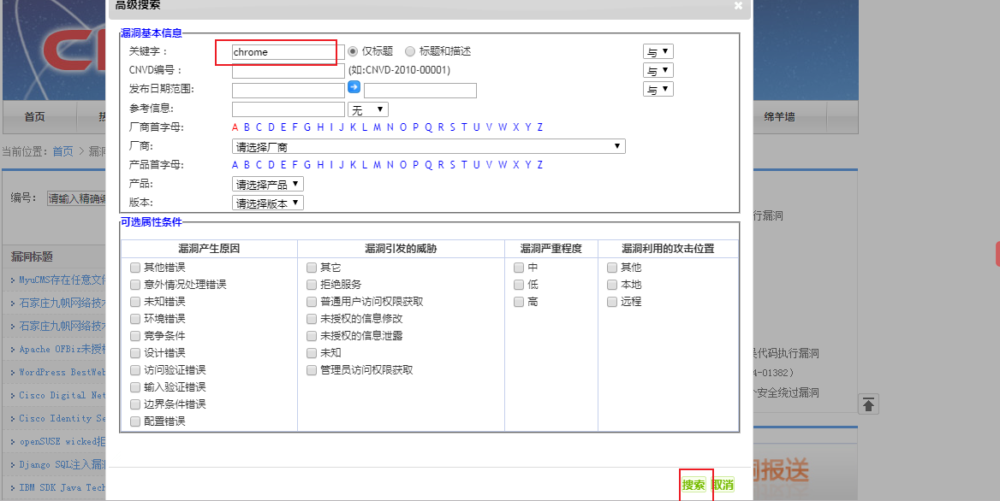 高级搜索
漏洞基本信息
关键字： chrome 仅标题 标题和描述 与
CNVD编号： (如:CNVD-2010-00001) 与
发布日期范围: 与
参考信息: 无
厂商首字母: A B C D E F G H I J K L M N O P Q R S T U V W X Y Z
厂商: 请选择厂商
产品首字母: A B C D E F G H I J K L M N O P Q R S T U V W X Y Z
产品: 请选择产品
版本: 请选择版本
可选属性条件
漏洞产生原因 漏洞引发的威胁 漏洞严重程度 漏洞利用的攻击位置
其他错误 其它 中 其他
意外情况处理错误 拒绝服务 低 本地
未知错误 普通用户访问权限获取 高 远程
环境错误 未授权的信息修改
竞争条件 未授权的信息泄露
设计错误 未知
访问验证错误 管理员访问权限获取
输入验证错误
边界条件错误
配置错误
搜索 取消
首页 绵羊墙
当前位置: 首页 > 漏洞
编号: 请输入精确编
漏洞标题
MyuCMS存在任意文件
石家庄九帆网络技术
石家庄九帆网络技术
Apache OFBiz未授权
WordPress BestWeb
Cisco Digital Net
Cisco Identity Se
openSUSE wicked拒
Django SQL注入漏洞
IBM SDK Java Tech
行漏洞
代码执行漏洞
4-01382)
个安全绕过漏洞
洞报送